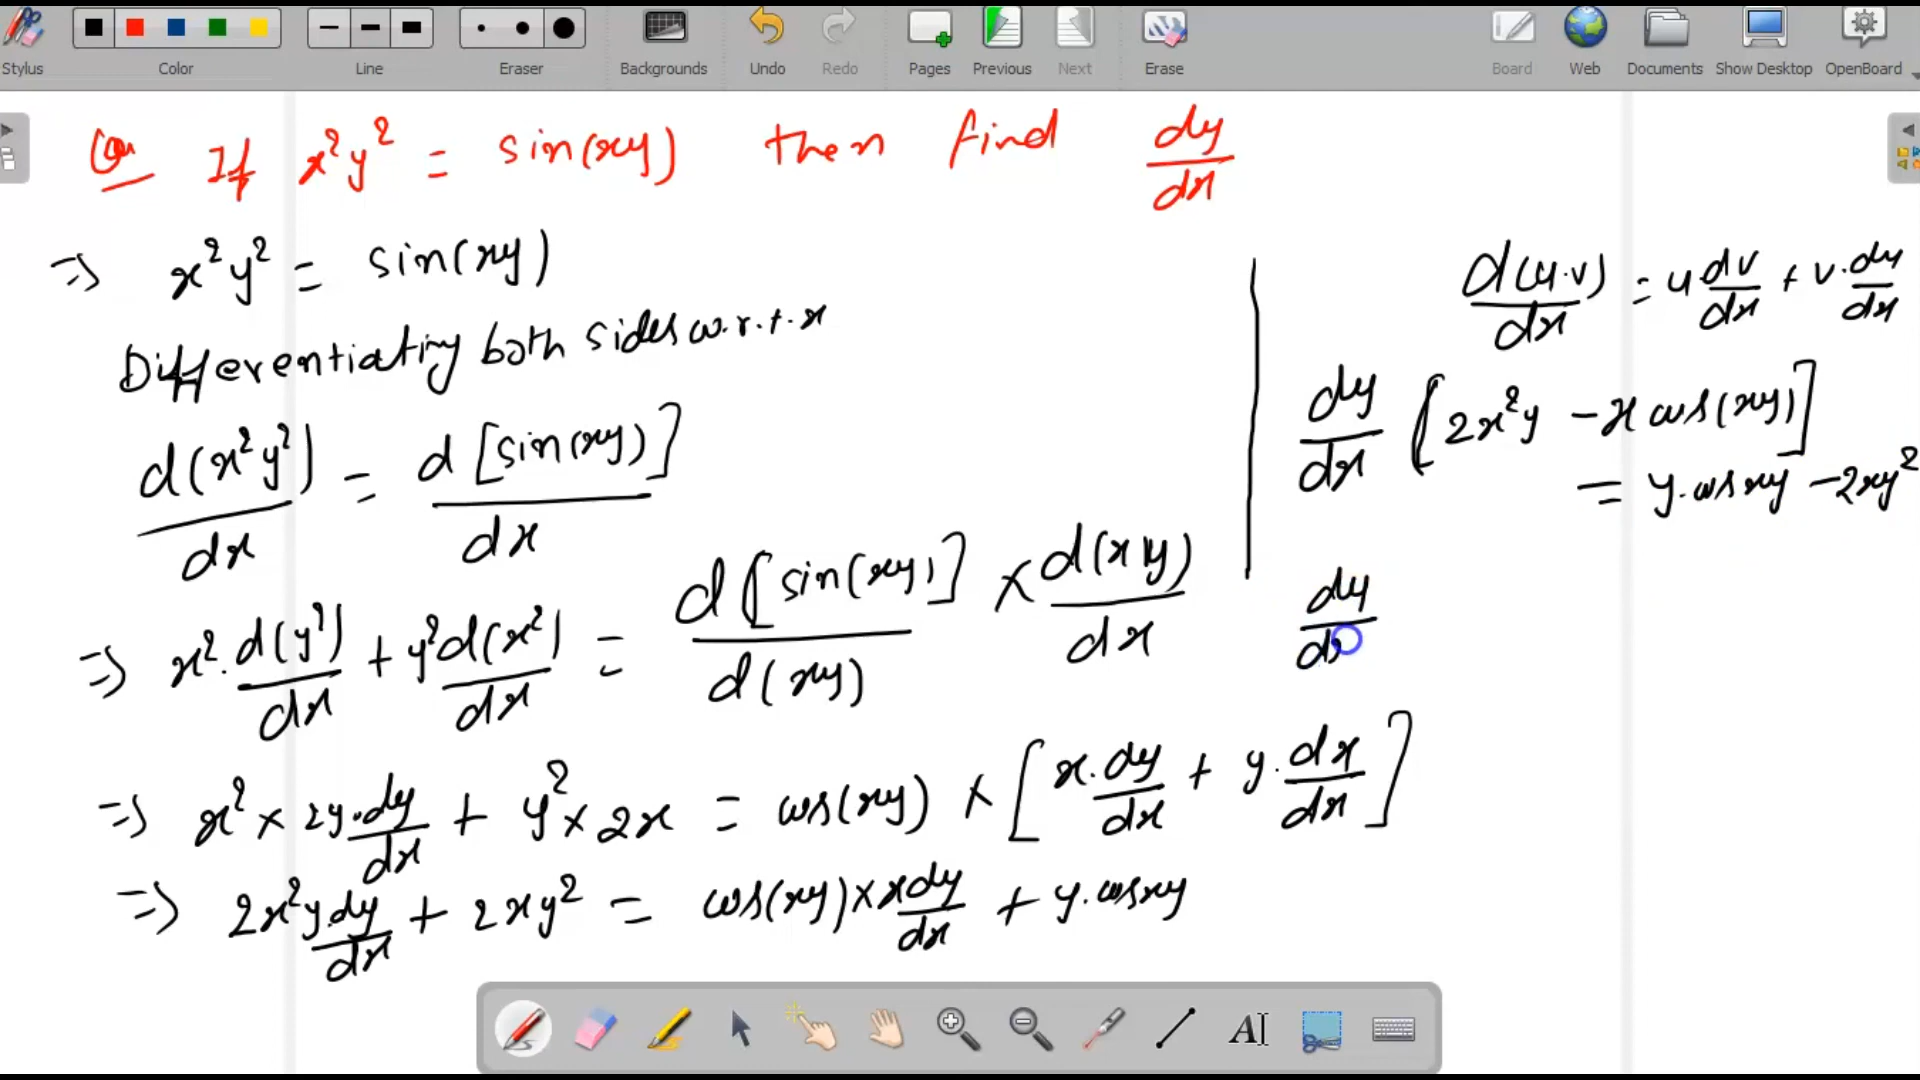 Stylus
Color
Line
Eraser
Backgrounds
Undo
Redo
Pages
Previous
Next
Erase
Board
Web
Documents
Show Desktop
OpenBoard
If x²y² = sin(xy) then find dy/dx
=> x²y² = sin(xy)
Differentiating both sides w.r.t. x
d(x²y²)/dx = d[sin(xy)]/dx
=> x². d(y²)/dx + y² d(x²)/dx = d[sin(xy)]/d(xy) × d(xy)/dx
=> x² × 2y. dy/dx + y² × 2x = cos(xy) × [x. dy/dx + y. dx/dx]
=> 2x²y. dy/dx + 2xy² = cos(xy) × x dy/dx + y. cosxy
d(u.v)/dx = u dv/dx + v. du/dx
dy/dx [2x²y - x cos(xy)]
= y. cosxy - 2xy²
dy/dx
A